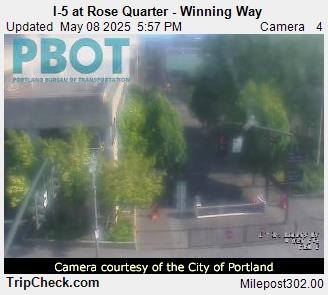 I-5 at Rose Quarter - Winning Way
Updated May 08 2025 5:57 PM Camera 4
PBOT
PORTLAND BUREAU OF TRANSPORTATION
Camera courtesy of the City of Portland
TripCheck.com Milepost302.00